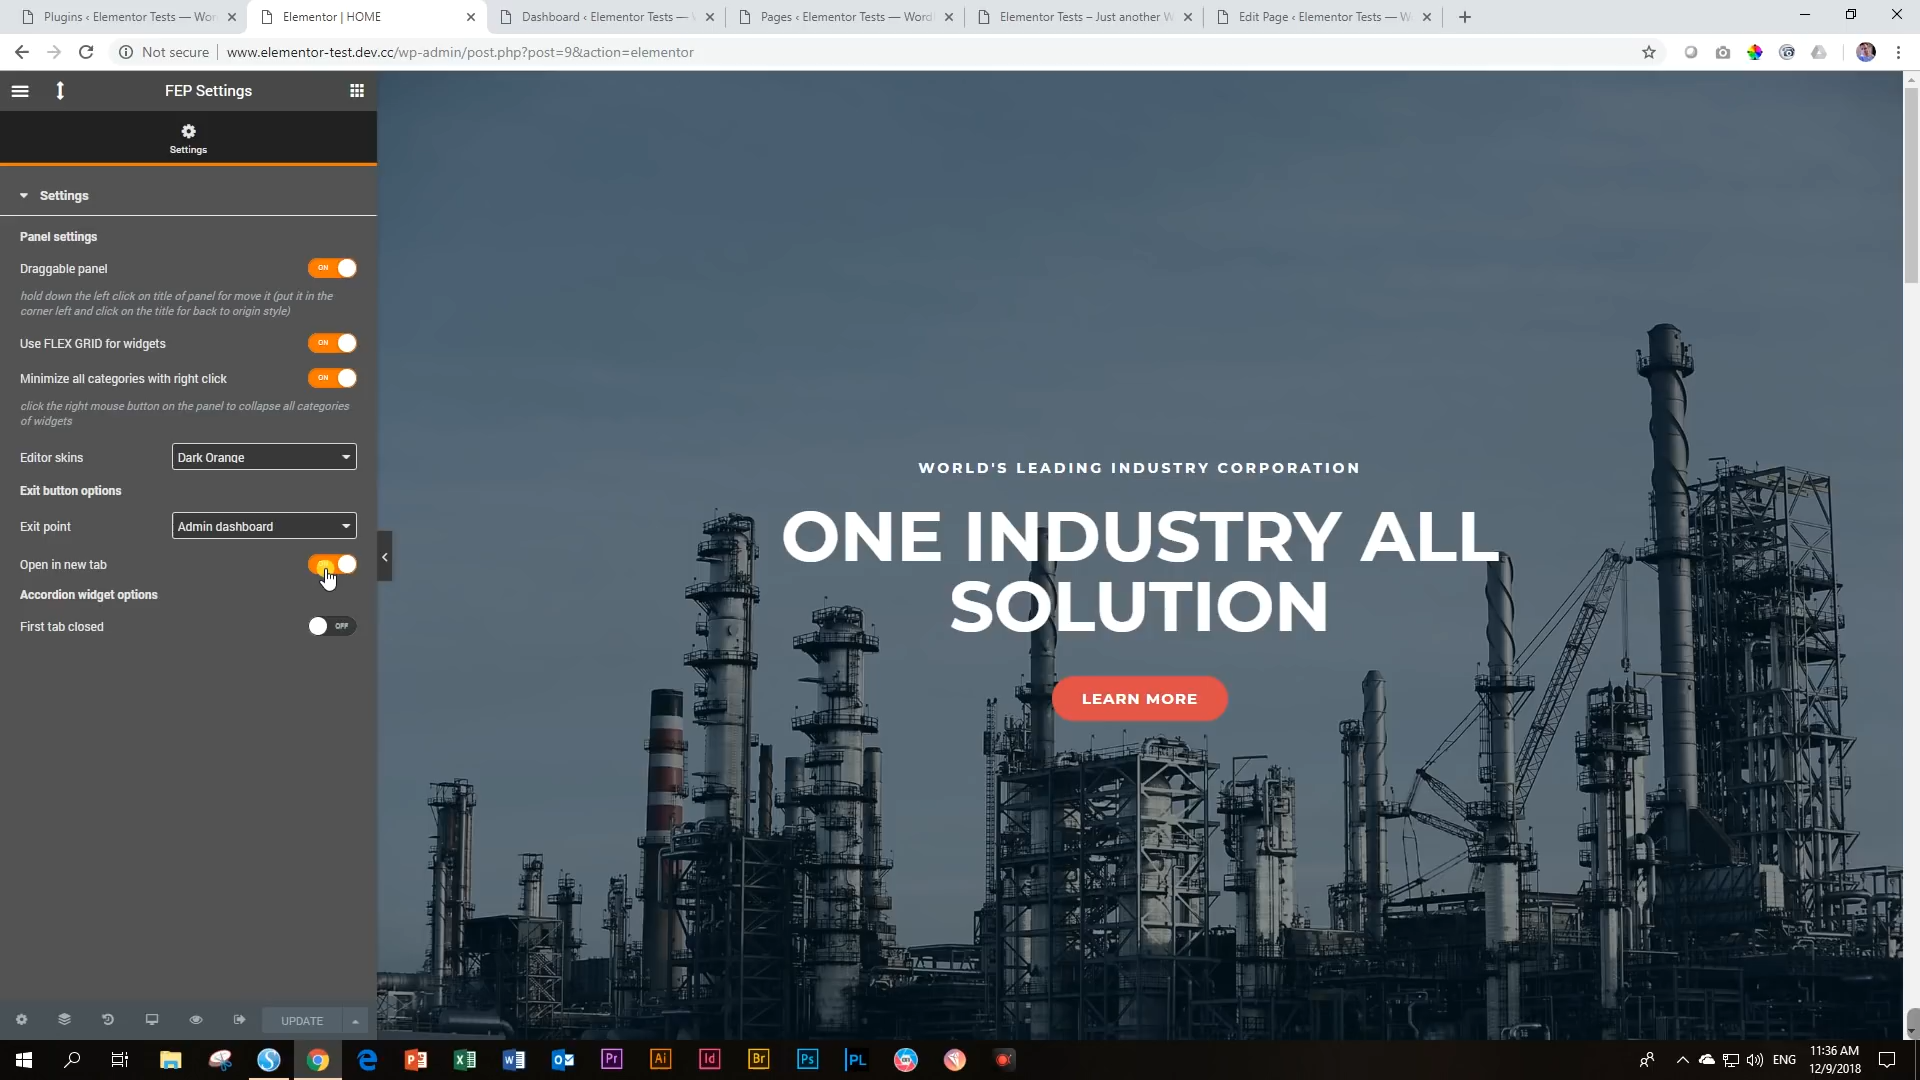 Plugins ‹ Elementor Tests — Wor
Elementor | HOME
Dashboard ‹ Elementor Tests —
Pages ‹ Elementor Tests — Word
Elementor Tests – Just another W
Edit Page ‹ Elementor Tests — W
Not secure
www.elementor-test.dev.cc/wp-admin/post.php?post=9&action=elementor
FEP Settings
Settings
Settings
Panel settings
Draggable panel
ON
hold down the left click on title of panel for move it (put it in the
corner left and click on the title for back to origin style)
Use FLEX GRID for widgets
ON
Minimize all categories with right click
ON
click the right mouse button on the panel to collapse all categories
of widgets
Editor skins
Dark Orange
Exit button options
Exit point
Admin dashboard
Open in new tab
Accordion widget options
First tab closed
OFF
UPDATE
WORLD'S LEADING INDUSTRY CORPORATION
ONE INDUSTRY ALL
SOLUTION
LEARN MORE
Pr
Ai
Id
Br
Ps
PL
ENG
11:36 AM
12/9/2018